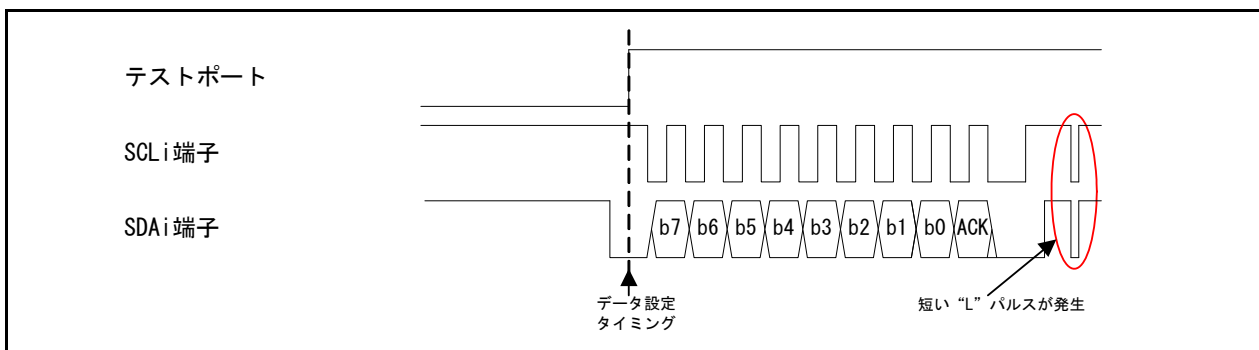 テストポート
SCLi端子
SDAi端子
b7 b6 b5 b4 b3 b2 b1 b0 ACK
データ設定
タイミング
短い“L”パルスが発生